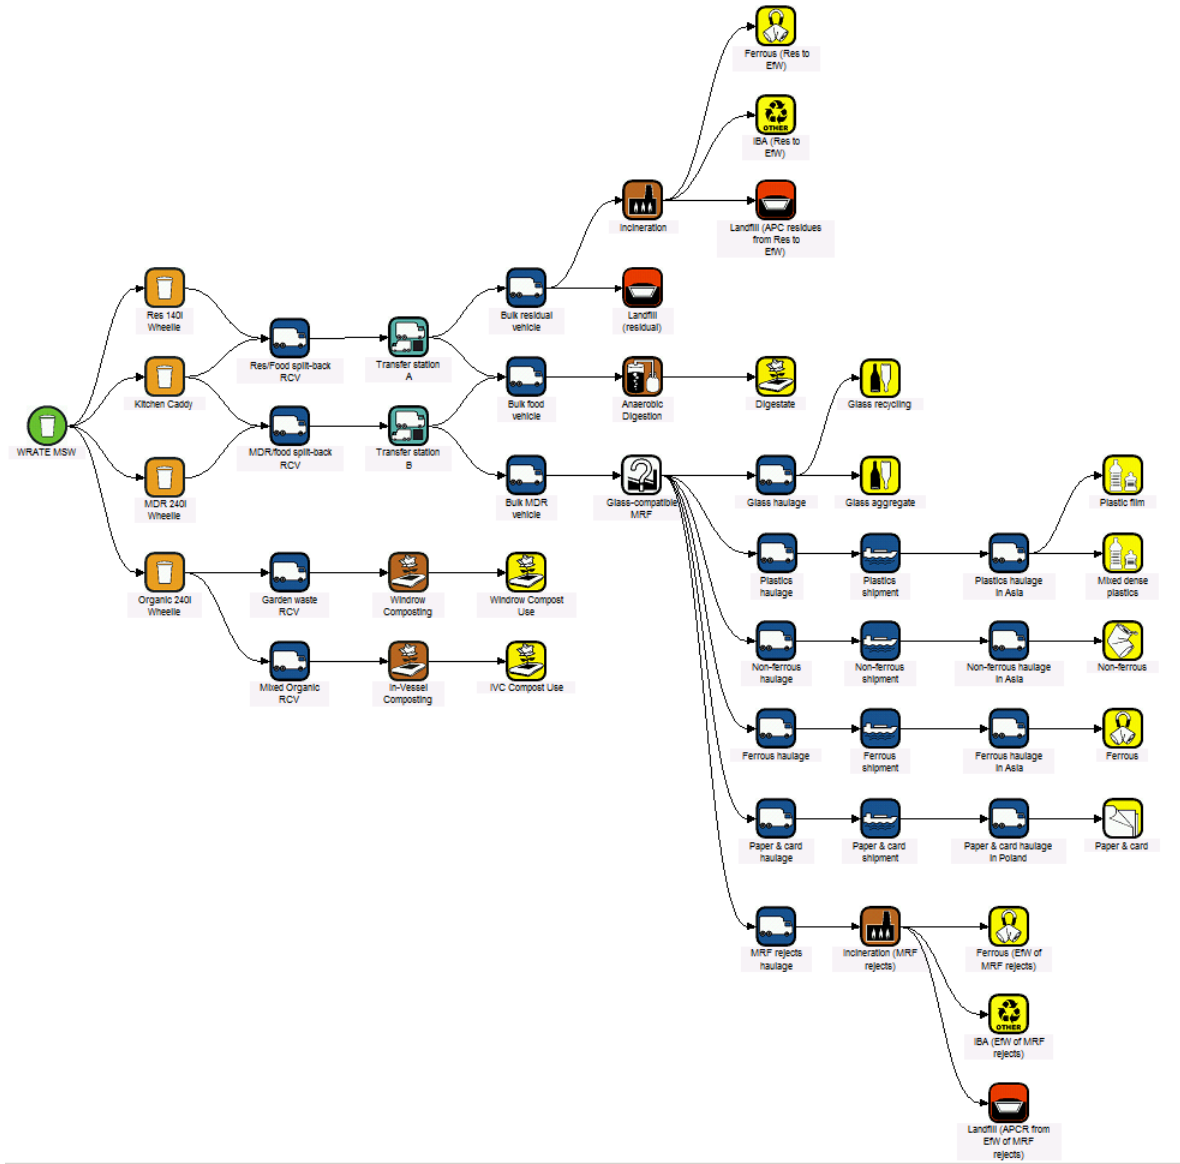 Ferrous (Res to
EfW)
OTHER
IBA (Res to
EfW)
Incineration
Landfill (APC residues
from Res to
EfW)
Res 140l
Wheelie
Bulk residual
vehicle
Landfill
(residual)
Res/Food split-back
RCV
Transfer station
A
Kitchen Caddy
Bulk food
vehicle
Anaerobic
Digestion
Digestate
Glass recycling
WRATE MSW
MDR/food split-back
RCV
Transfer station
B
MDR 240l
Wheelie
Bulk MDR
vehicle
Glass-compatible
MRF
Glass haulage
Glass aggregate
Plastic film
Organic 240l
Wheelie
Garden waste
RCV
Windrow
Composting
Windrow Compost
Use
Plastics
haulage
Plastics
shipment
Plastics haulage
in Asia
Mixed dense
plastics
Mixed Organic
RCV
In-Vessel
Composting
IVC Compost Use
Non-ferrous
haulage
Non-ferrous
shipment
Non-ferrous haulage
in Asia
Non-ferrous
Ferrous haulage
Ferrous
shipment
Ferrous haulage
in Asia
Ferrous
Paper & card
haulage
Paper & card
shipment
Paper & card haulage
in Poland
Paper & card
MRF rejects
haulage
Incineration (MRF
rejects)
Ferrous (EfW of
MRF rejects)
OTHER
IBA (EfW of MRF
rejects)
Landfill (APCR from
EfW of MRF
rejects)